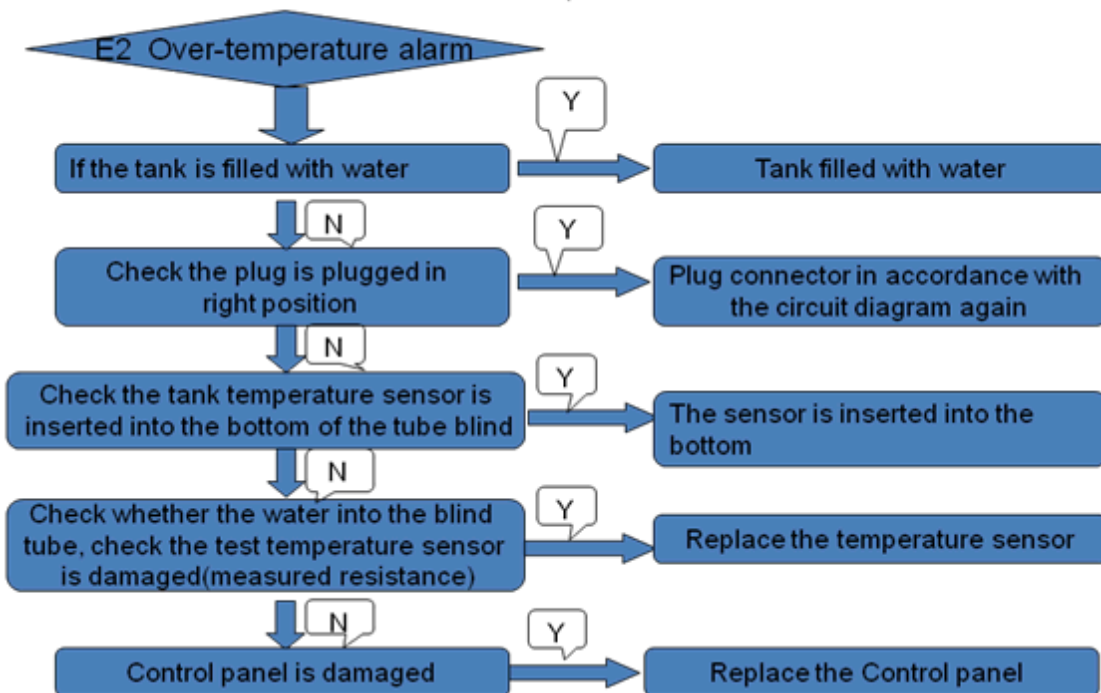 E2 Over-temperature alarm
Y
If the tank is filled with water
Tank filled with water
N
Y
Check the plug is plugged in
right position
Plug connector in accordance with
the circuit diagram again
N
Y
Check the tank temperature sensor is
inserted into the bottom of the tube blind
The sensor is inserted into the
bottom
N
Y
Check whether the water into the blind
tube, check the test temperature sensor
is damaged(measured resistance)
Replace the temperature sensor
N
Y
Control panel is damaged
Replace the Control panel